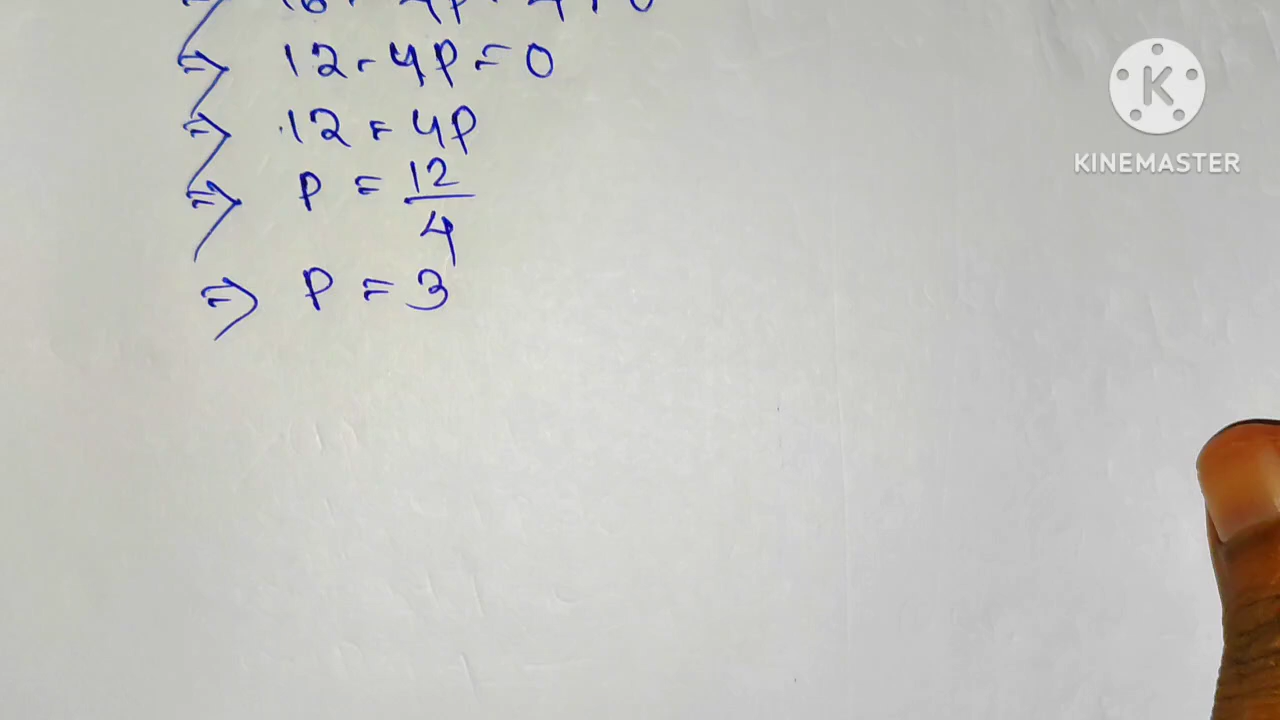 ⇒ 12 - 4P = 0
⇒ 12 = 4P
⇒ P = 12/4
⇒ P = 3
KINEMASTER